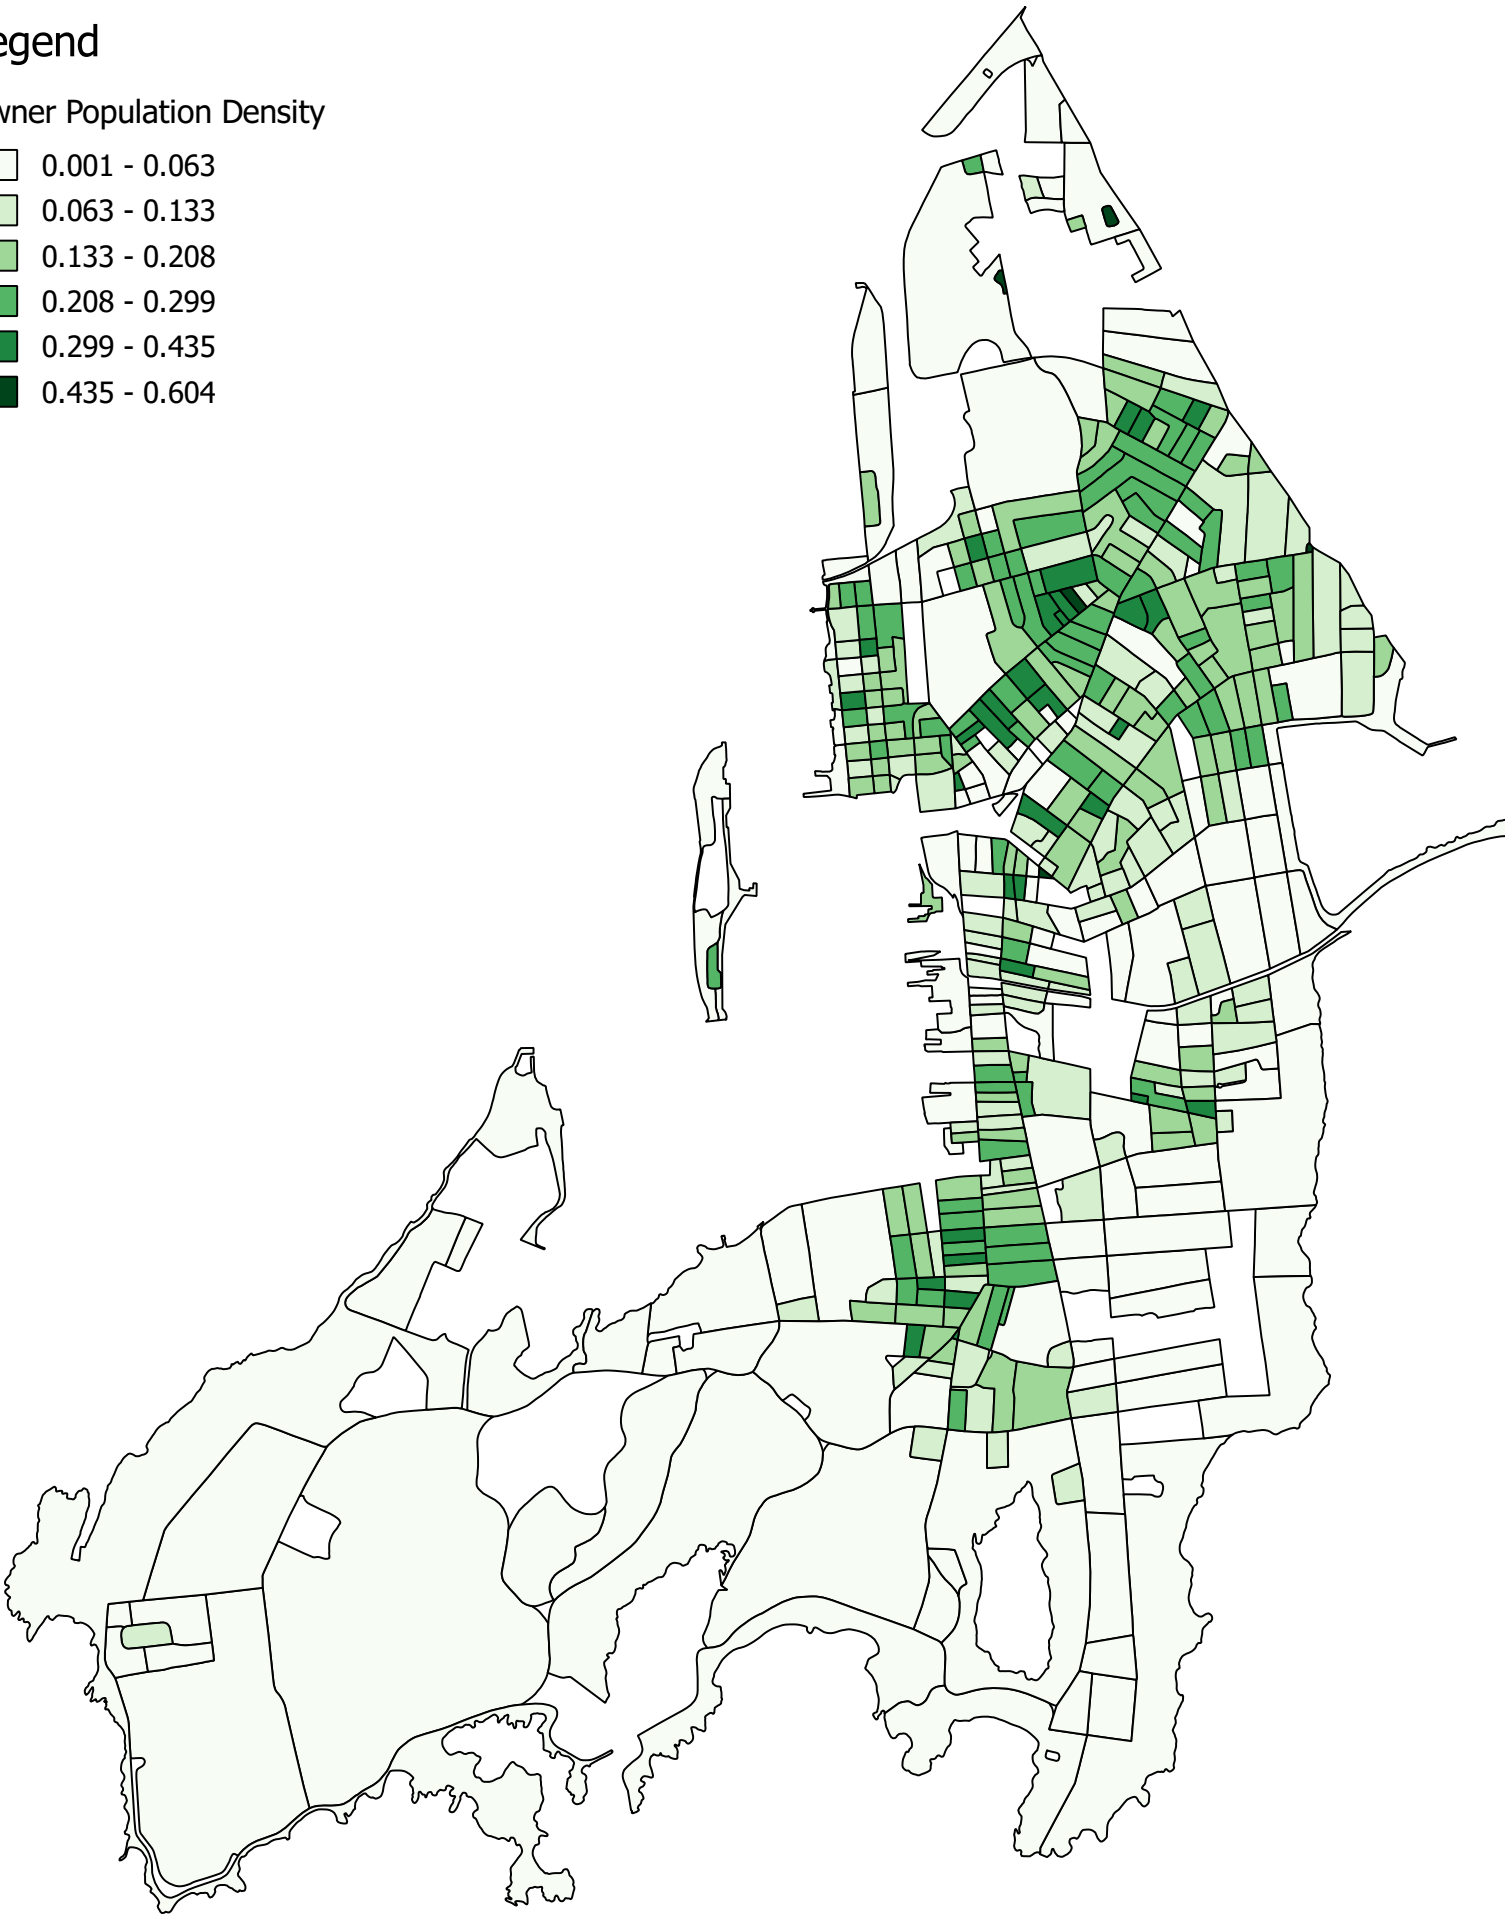 egend
wner Population Density
0.001 - 0.063
0.063 - 0.133
0.133 - 0.208
0.208 - 0.299
0.299 - 0.435
0.435 - 0.604